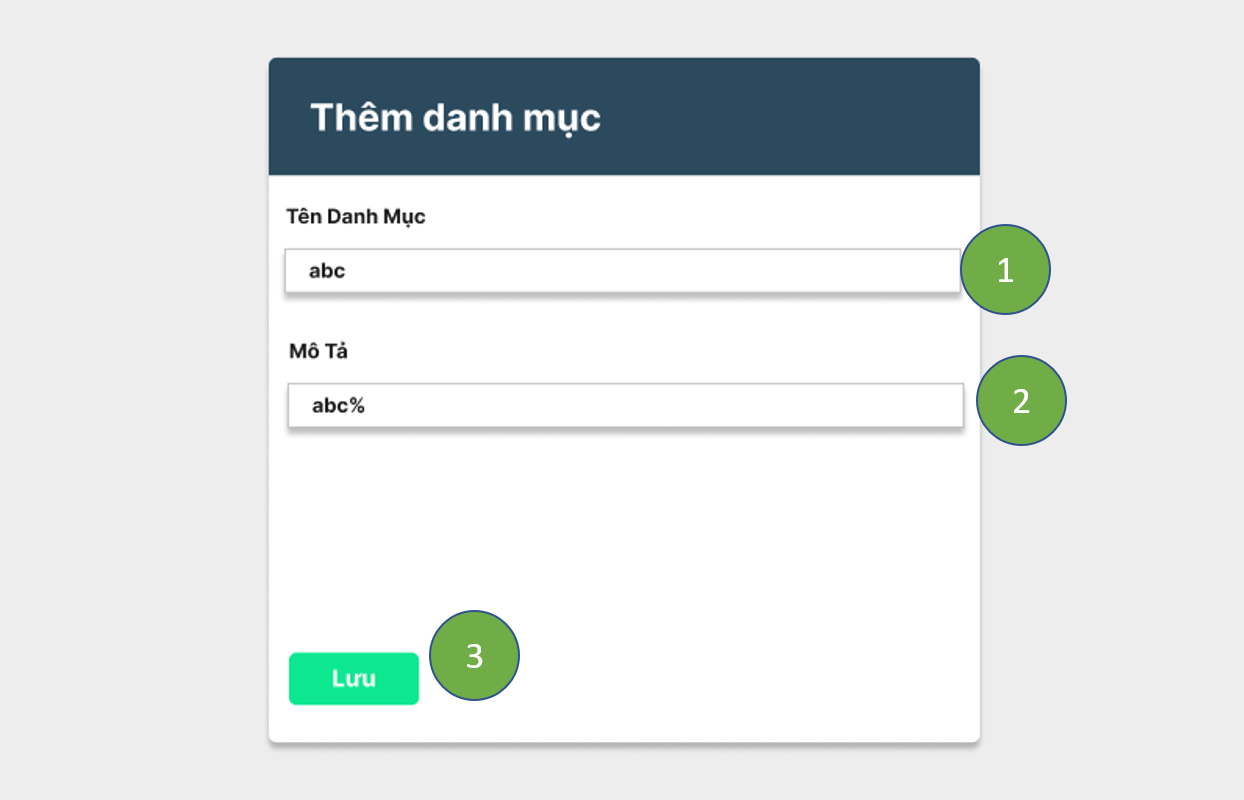 Thêm danh mục
Tên Danh Mục
abc
1
Mô Tả
abc%
2
3
Lưu